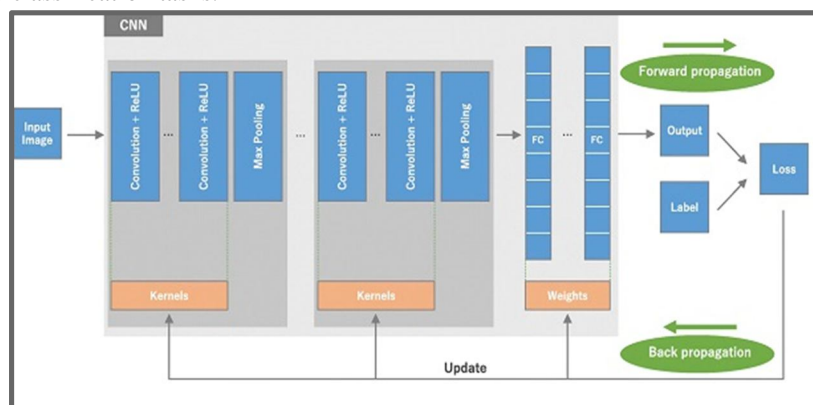 CNN
Forward propagation
Input
Image
Convolution + ReLU
...
Convolution + ReLU
Max Pooling
...
Convolution + ReLU
...
Convolution + ReLU
Max Pooling
FC
...
FC
Output
Label
Loss
Kernels
Kernels
Weights
Back propagation
Update